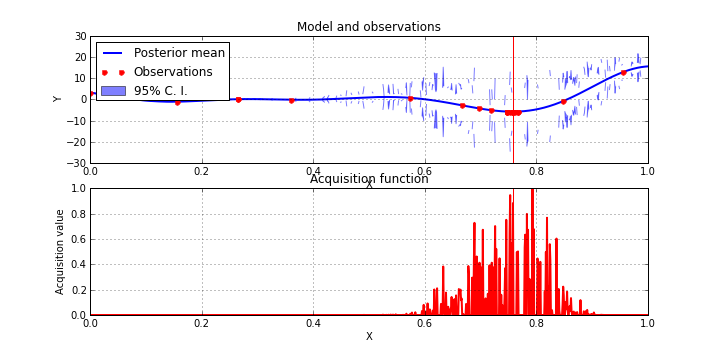 Model and observations
30
20
10
0
−10
−20
−30
Y
Posterior mean
Observations
95% C. I.
0.0 0.2 0.4 0.6 0.8 1.0
X
Acquisition function
1.0
0.8
0.6
0.4
0.2
0.0
Acquisition value
0.0 0.2 0.4 0.6 0.8 1.0
X